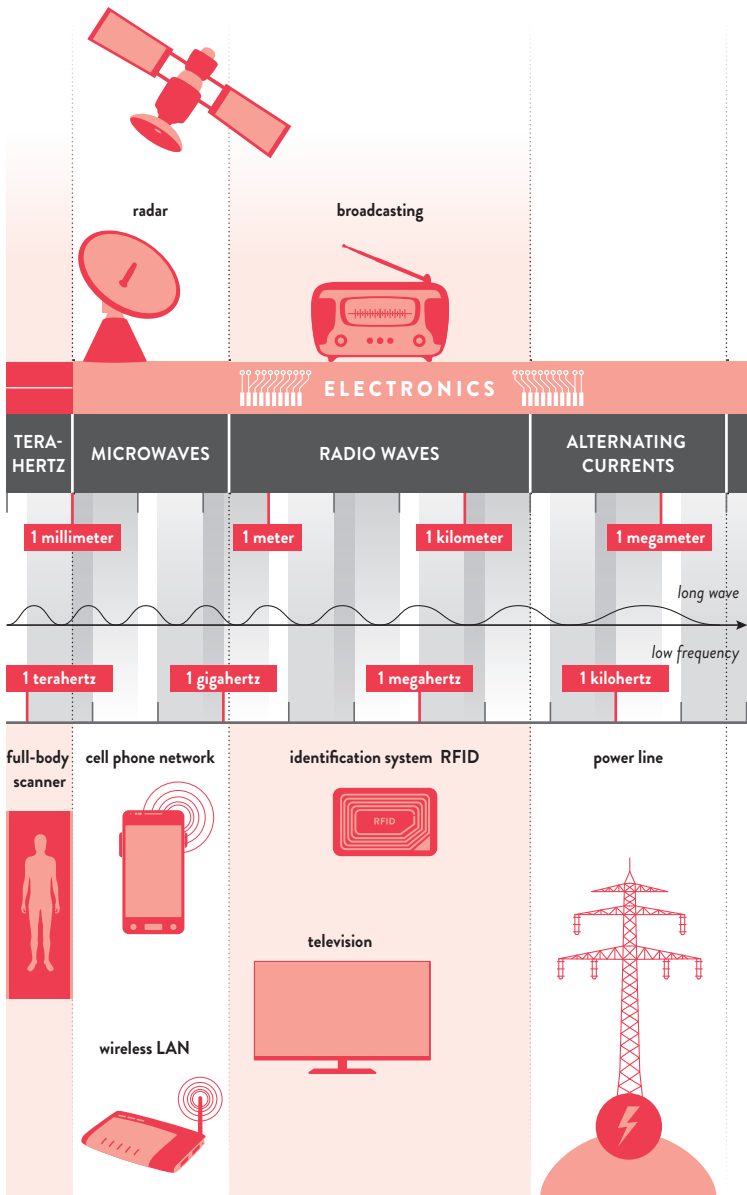 radar
broadcasting
ELECTRONICS
TERA-
HERTZ
MICROWAVES
RADIO WAVES
ALTERNATING
CURRENTS
1 millimeter
1 meter
1 kilometer
1 megameter
long wave
low frequency
1 terahertz
1 gigahertz
1 megahertz
1 kilohertz
full-body
scanner
cell phone network
identification system RFID
power line
RFID
television
wireless LAN